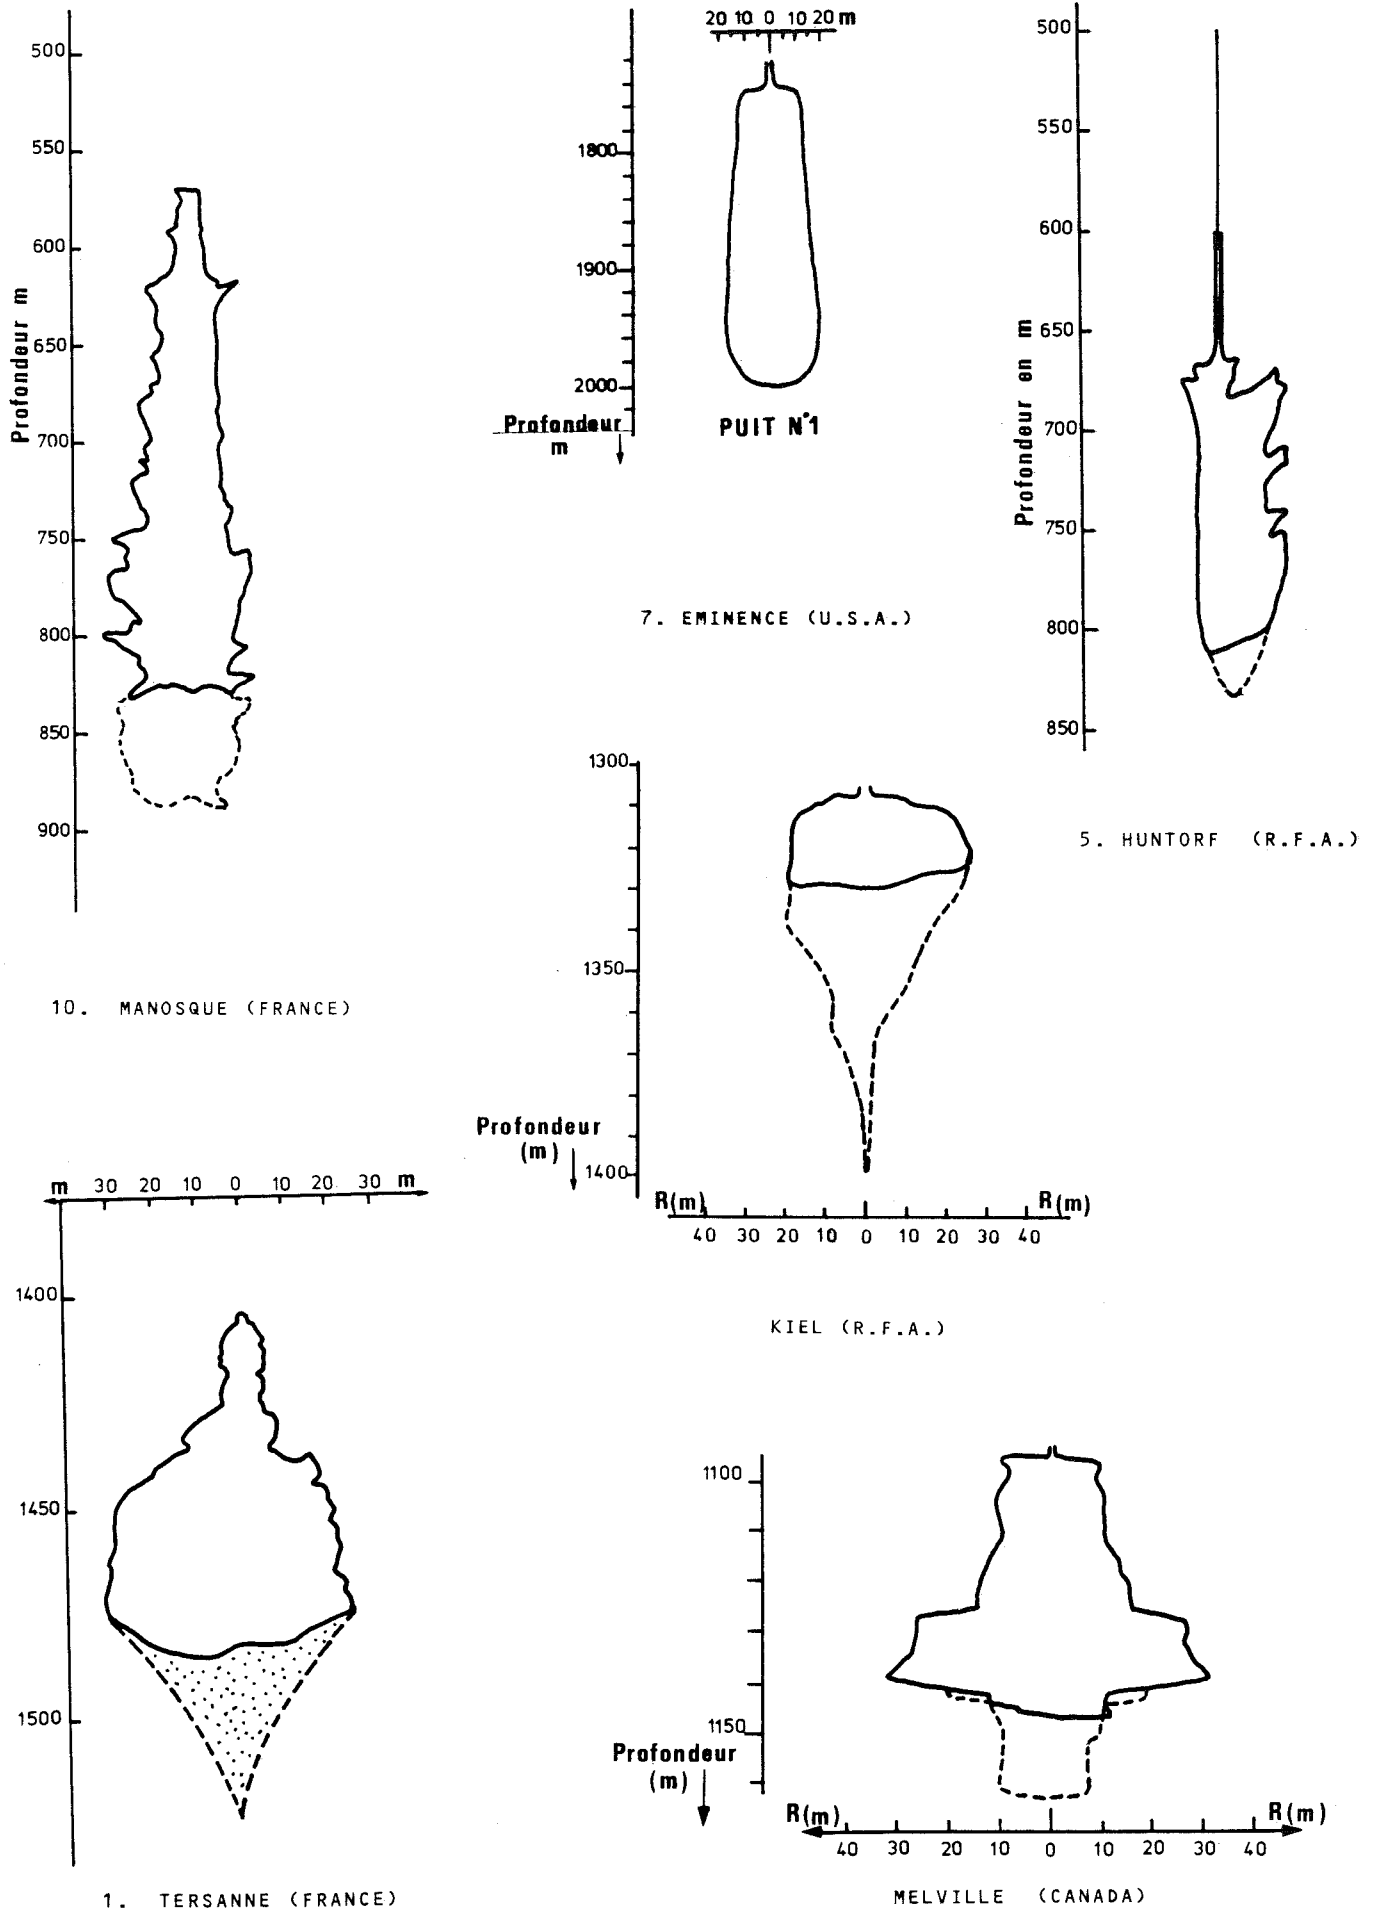 500
550
600
650
700
750
800
850
900
Profondeur m
10. MANOSQUE (FRANCE)
20 10 0 10 20 m
1800
1900
2000
Profondeur
m
PUIT N°1
7. EMINENCE (U.S.A.)
500
550
600
650
700
750
800
850
Profondeur en m
5. HUNTORF (R.F.A.)
1300
1350
1400
Profondeur
(m)
R(m) R(m)
40 30 20 10 0 10 20 30 40
KIEL (R.F.A.)
m 30 20 10 0 10 20 30 m
1400
1450
1500
1. TERSANNE (FRANCE)
1100
1150
Profondeur
(m)
R(m) R(m)
40 30 20 10 0 10 20 30 40
MELVILLE (CANADA)